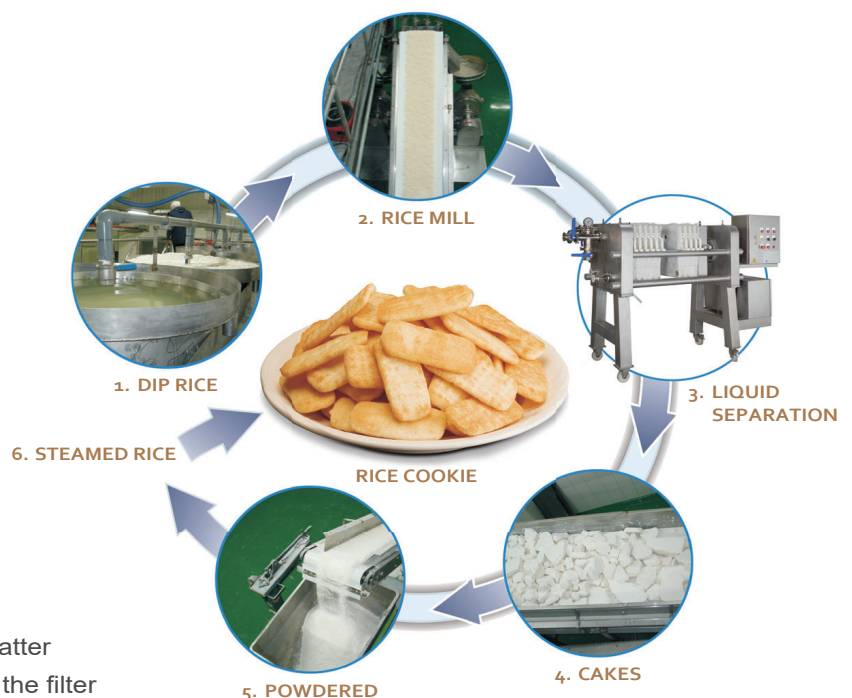 2. RICE MILL
1. DIP RICE
3. LIQUID
SEPARATION
6. STEAMED RICE
RICE COOKIE
4. CAKES
5. POWDERED
atter
the filter